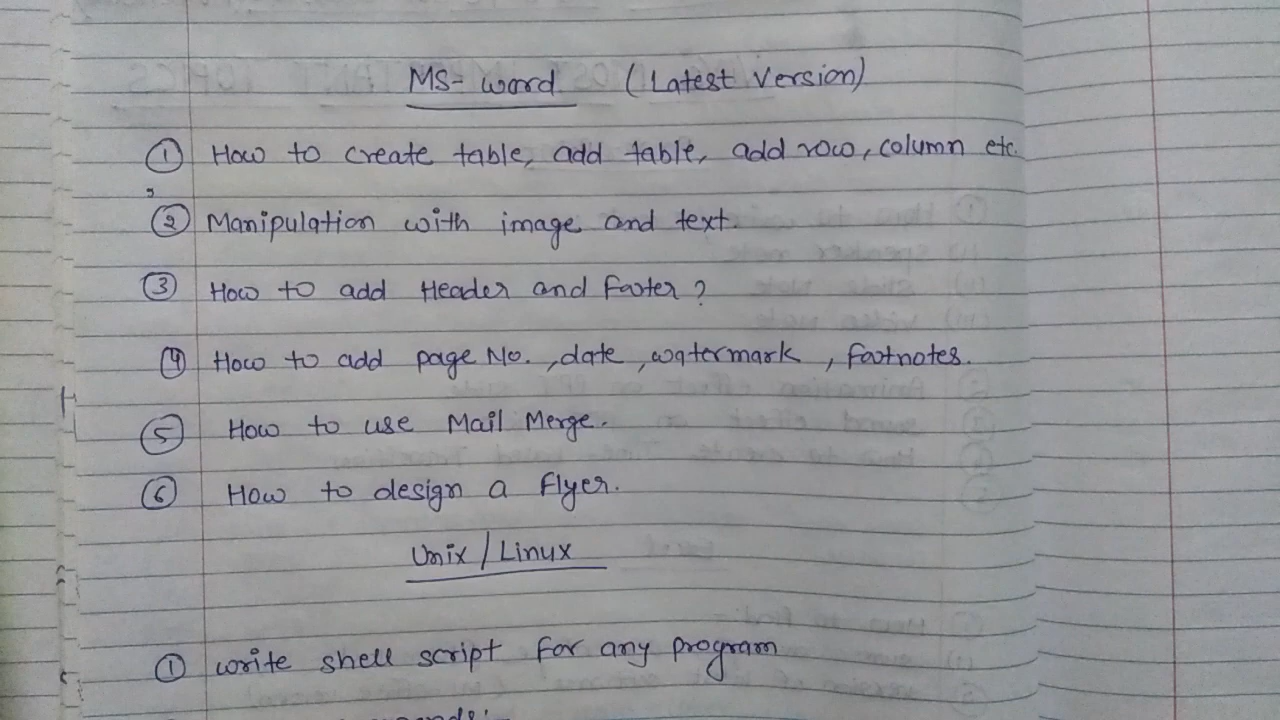 MS-word (Latest Version)
① How to create table, add table, add row, column etc.
② Manipulation with image and text.
③ How to add Header and Footer?
④ How to add page No., date, watermark, footnotes.
⑤ How to use Mail Merge.
⑥ How to design a flyer.
Unix/Linux
① write shell script for any program